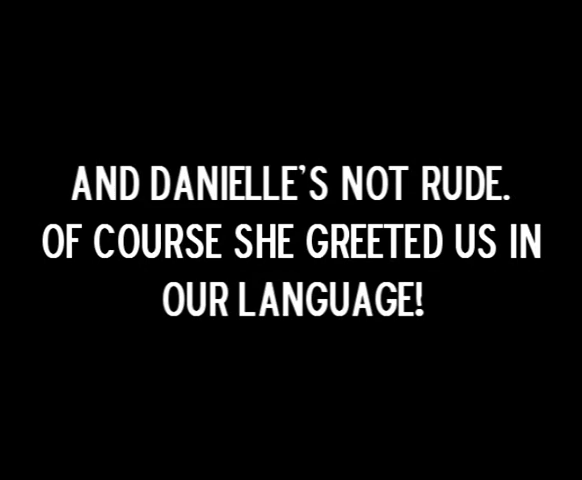 AND DANIELLE'S NOT RUDE.
OF COURSE SHE GREETED US IN
OUR LANGUAGE!